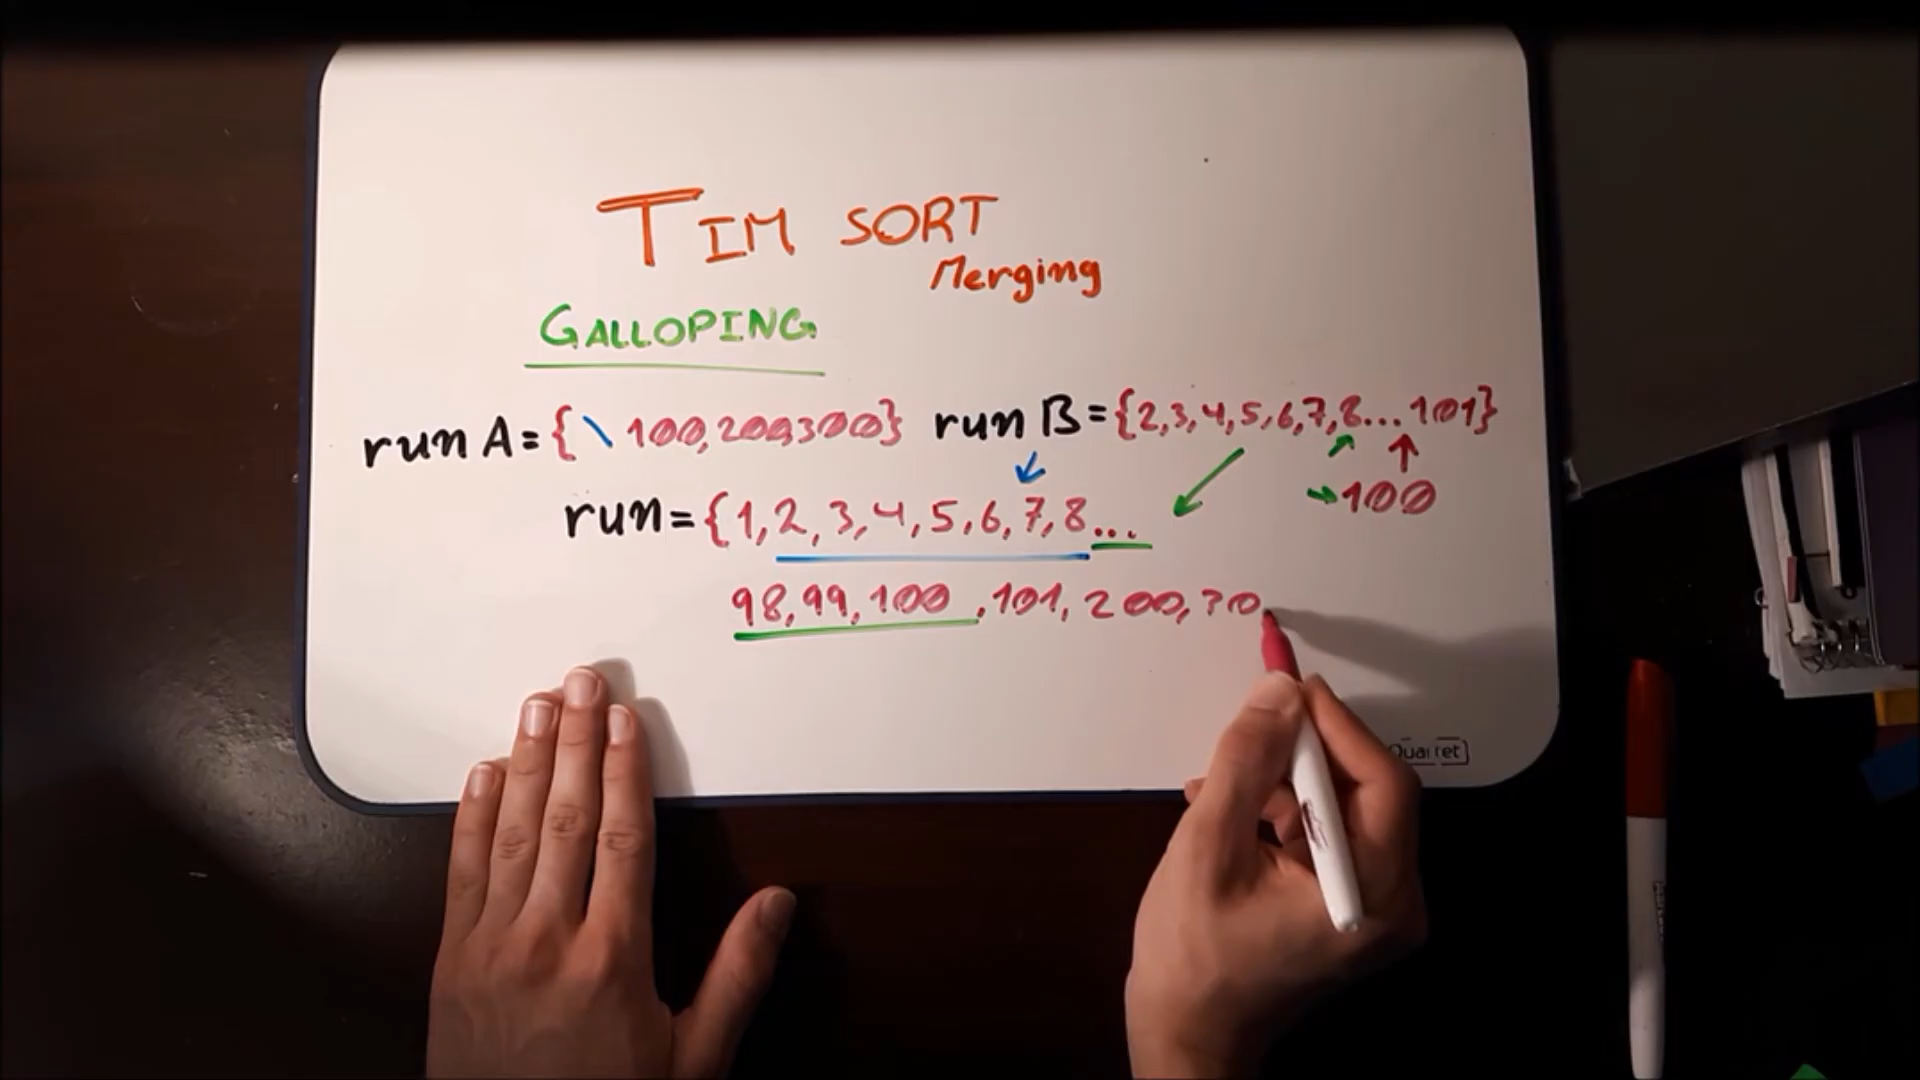 TIM SORT
Merging
GALLOPING
run A = { \ 100, 200, 300} run B = {2, 3, 4, 5, 6, 7, 8... 101}
100
run = {1, 2, 3, 4, 5, 6, 7, 8...
98, 99, 100, 101, 200, 30
Quartet